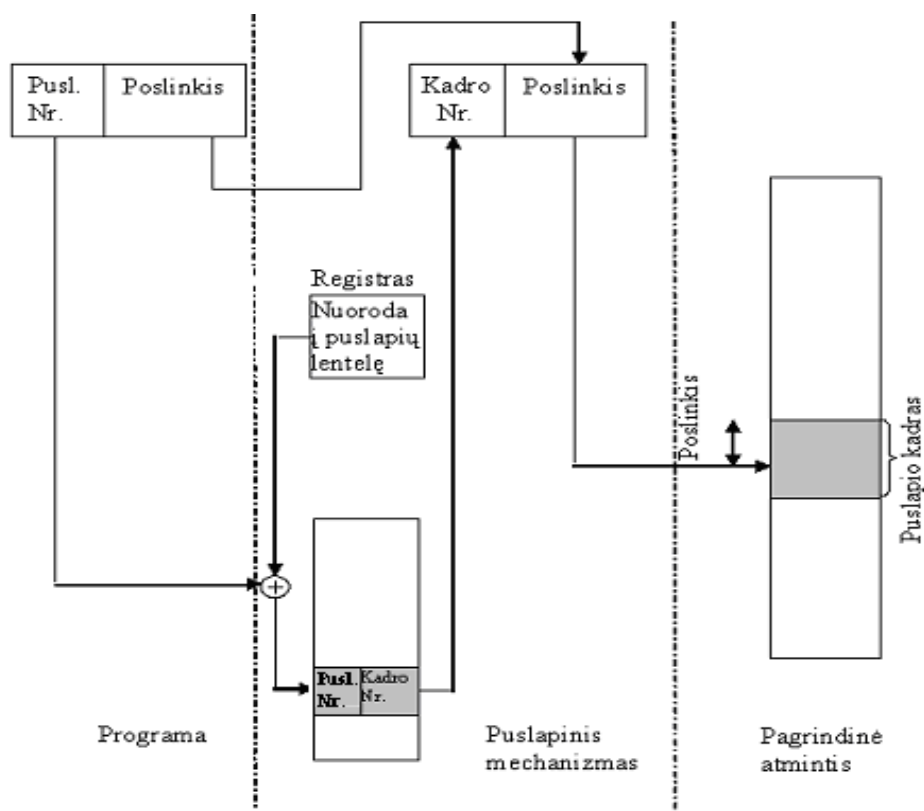 Pusl.
Nr.
Poslinkis
Kadro
Nr.
Poslinkis
Registras
Nuoroda
į puslapių
lentelę
Poslinkis
Puslapio kadras
+
Pusl.
Nr.
Kadro
Nr.
Programa
Puslapinis
mechanizmas
Pagrindinė
atmintis